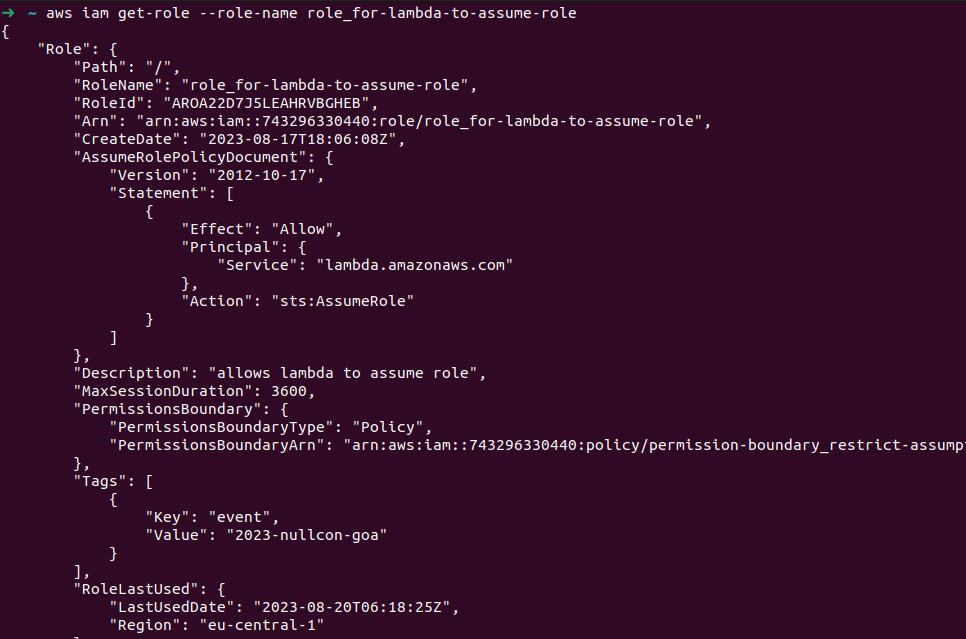 ➜ ~ aws iam get-role --role-name role_for-lambda-to-assume-role
{
    "Role": {
        "Path": "/",
        "RoleName": "role_for-lambda-to-assume-role",
        "RoleId": "AROA22D7J5LEAHRVBGHEB",
        "Arn": "arn:aws:iam::743296330440:role/role_for-lambda-to-assume-role",
        "CreateDate": "2023-08-17T18:06:08Z",
        "AssumeRolePolicyDocument": {
            "Version": "2012-10-17",
            "Statement": [
                {
                    "Effect": "Allow",
                    "Principal": {
                        "Service": "lambda.amazonaws.com"
                    },
                    "Action": "sts:AssumeRole"
                }
            ]
        },
        "Description": "allows lambda to assume role",
        "MaxSessionDuration": 3600,
        "PermissionsBoundary": {
            "PermissionsBoundaryType": "Policy",
            "PermissionsBoundaryArn": "arn:aws:iam::743296330440:policy/permission-boundary_restrict-assump
        },
        "Tags": [
            {
                "Key": "event",
                "Value": "2023-nullcon-goa"
            }
        ],
        "RoleLastUsed": {
            "LastUsedDate": "2023-08-20T06:18:25Z",
            "Region": "eu-central-1"